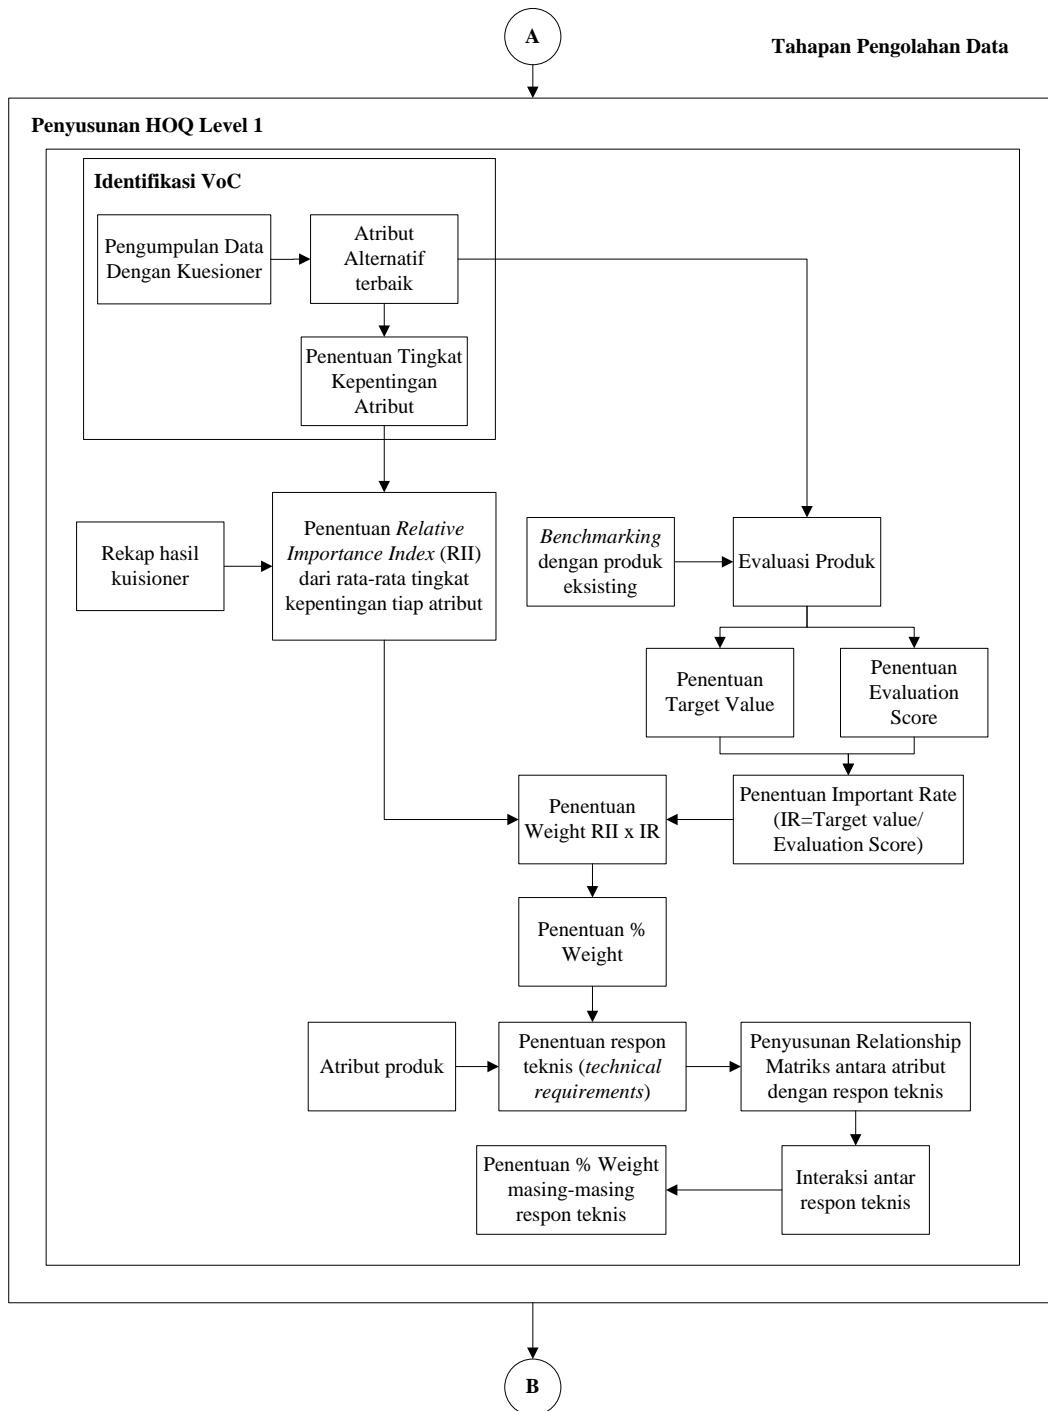 A
Tahapan Pengolahan Data
Penyusunan HOQ Level 1
Identifikasi VoC
Pengumpulan Data
Dengan Kuesioner
Atribut
Alternatif
terbaik
Penentuan Tingkat
Kepentingan
Atribut
Rekap hasil
kuisioner
Penentuan Relative
Importance Index (RII)
dari rata-rata tingkat
kepentingan tiap atribut
Benchmarking
dengan produk
eksisting
Evaluasi Produk
Penentuan
Target Value
Penentuan
Evaluation
Score
Penentuan
Weight RII x IR
Penentuan Important Rate
(IR=Target value/
Evaluation Score)
Penentuan %
Weight
Atribut produk
Penentuan respon
teknis (technical
requirements)
Penyusunan Relationship
Matriks antara atribut
dengan respon teknis
Penentuan % Weight
masing-masing
respon teknis
Interaksi antar
respon teknis
B